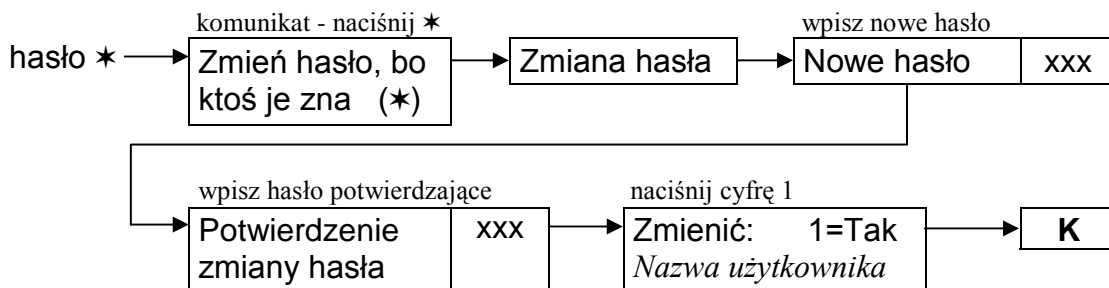 komunikat - naciśnij ✶
wpisz nowe hasło
hasło ✶
Zmień hasło, bo
ktoś je zna (✶)
Zmiana hasła
Nowe hasło xxx
wpisz hasło potwierdzające
naciśnij cyfrę 1
Potwierdzenie
zmiany hasła
xxx
Zmienić: 1=Tak
Nazwa użytkownika
K